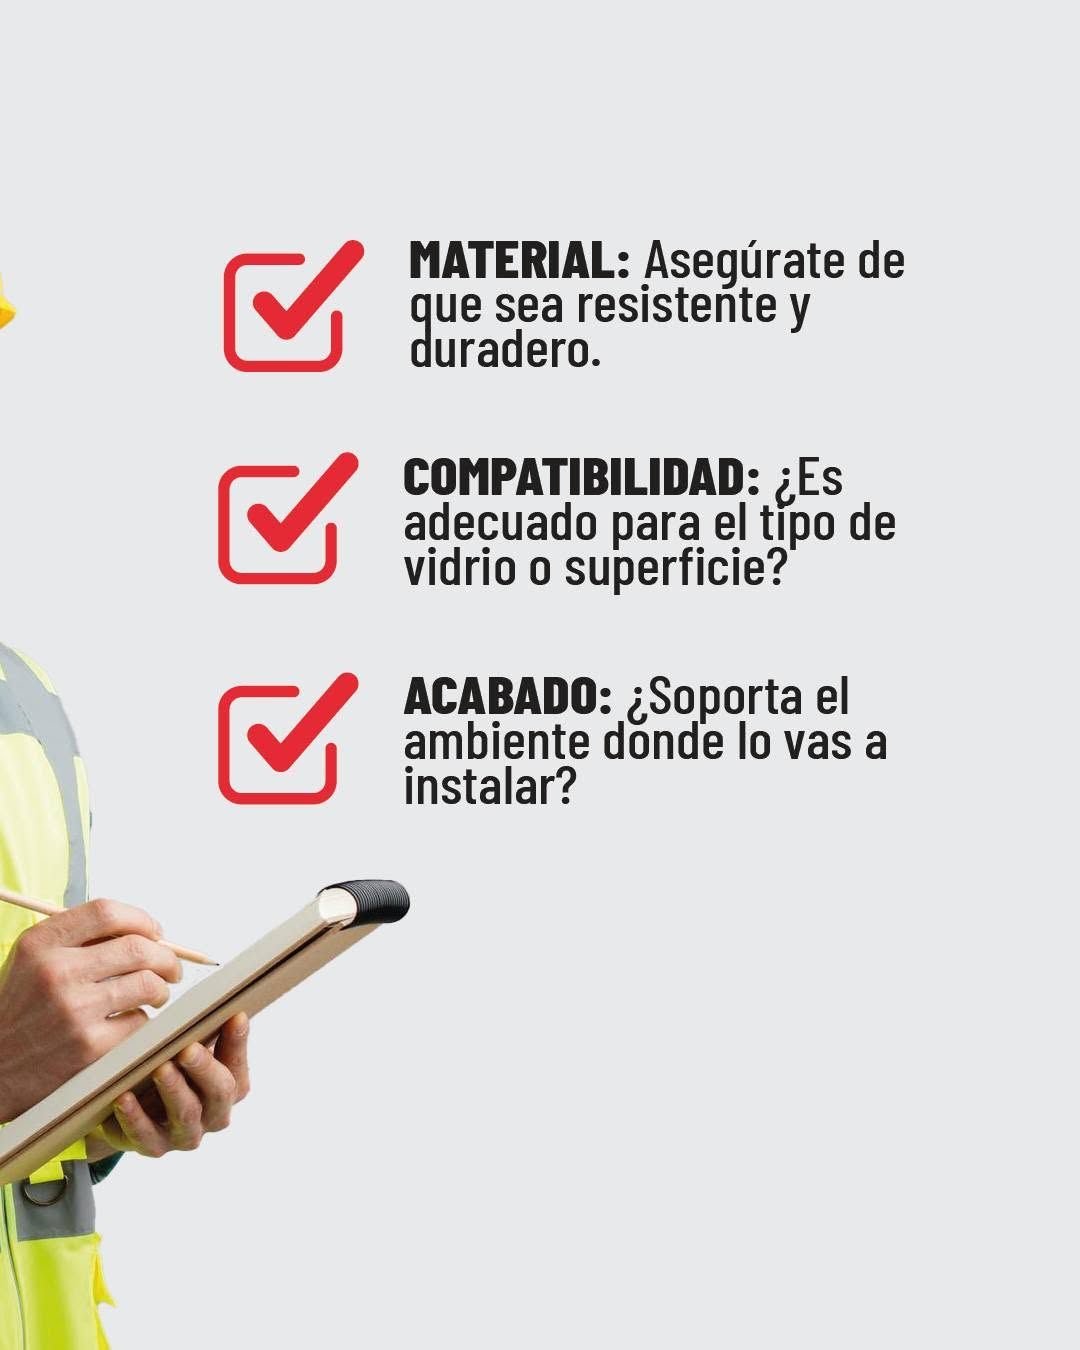 MATERIAL: Asegúrate de
que sea resistente y
duradero.
COMPATIBILIDAD: ¿Es
adecuado para el tipo de
vidrio o superficie?
ACABADO: ¿Soporta el
ambiente donde lo vas a
instalar?